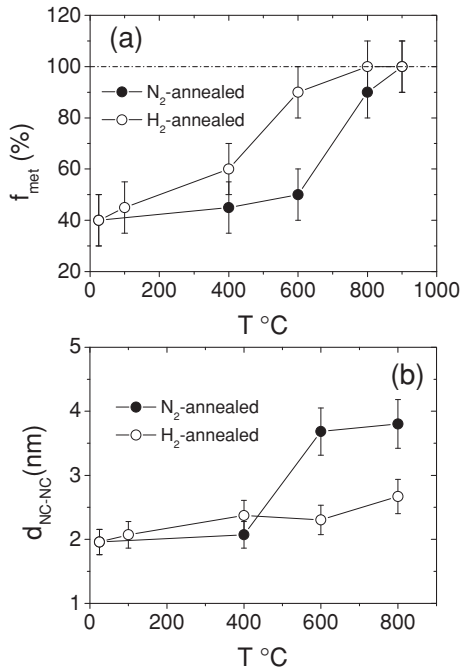 (a)
120
100
80
60
40
20
f_met (%)
N₂-annealed
H₂-annealed
0 200 400 600 800 1000
T °C
(b)
5
4
3
2
1
d_NC-NC(nm)
N₂-annealed
H₂-annealed
0 200 400 600 800
T °C